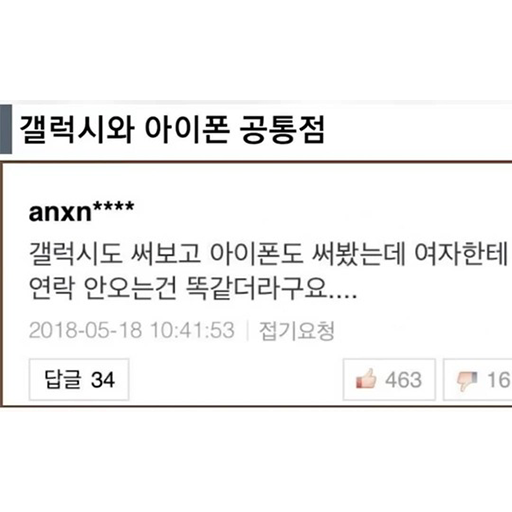 갤럭시와 아이폰 공통점
anxn****
갤럭시도 써보고 아이폰도 써봤는데 여자한테
연락 안오는건 똑같더라구요....
2018-05-18 10:41:53 | 접기요청
답글 34 463 16